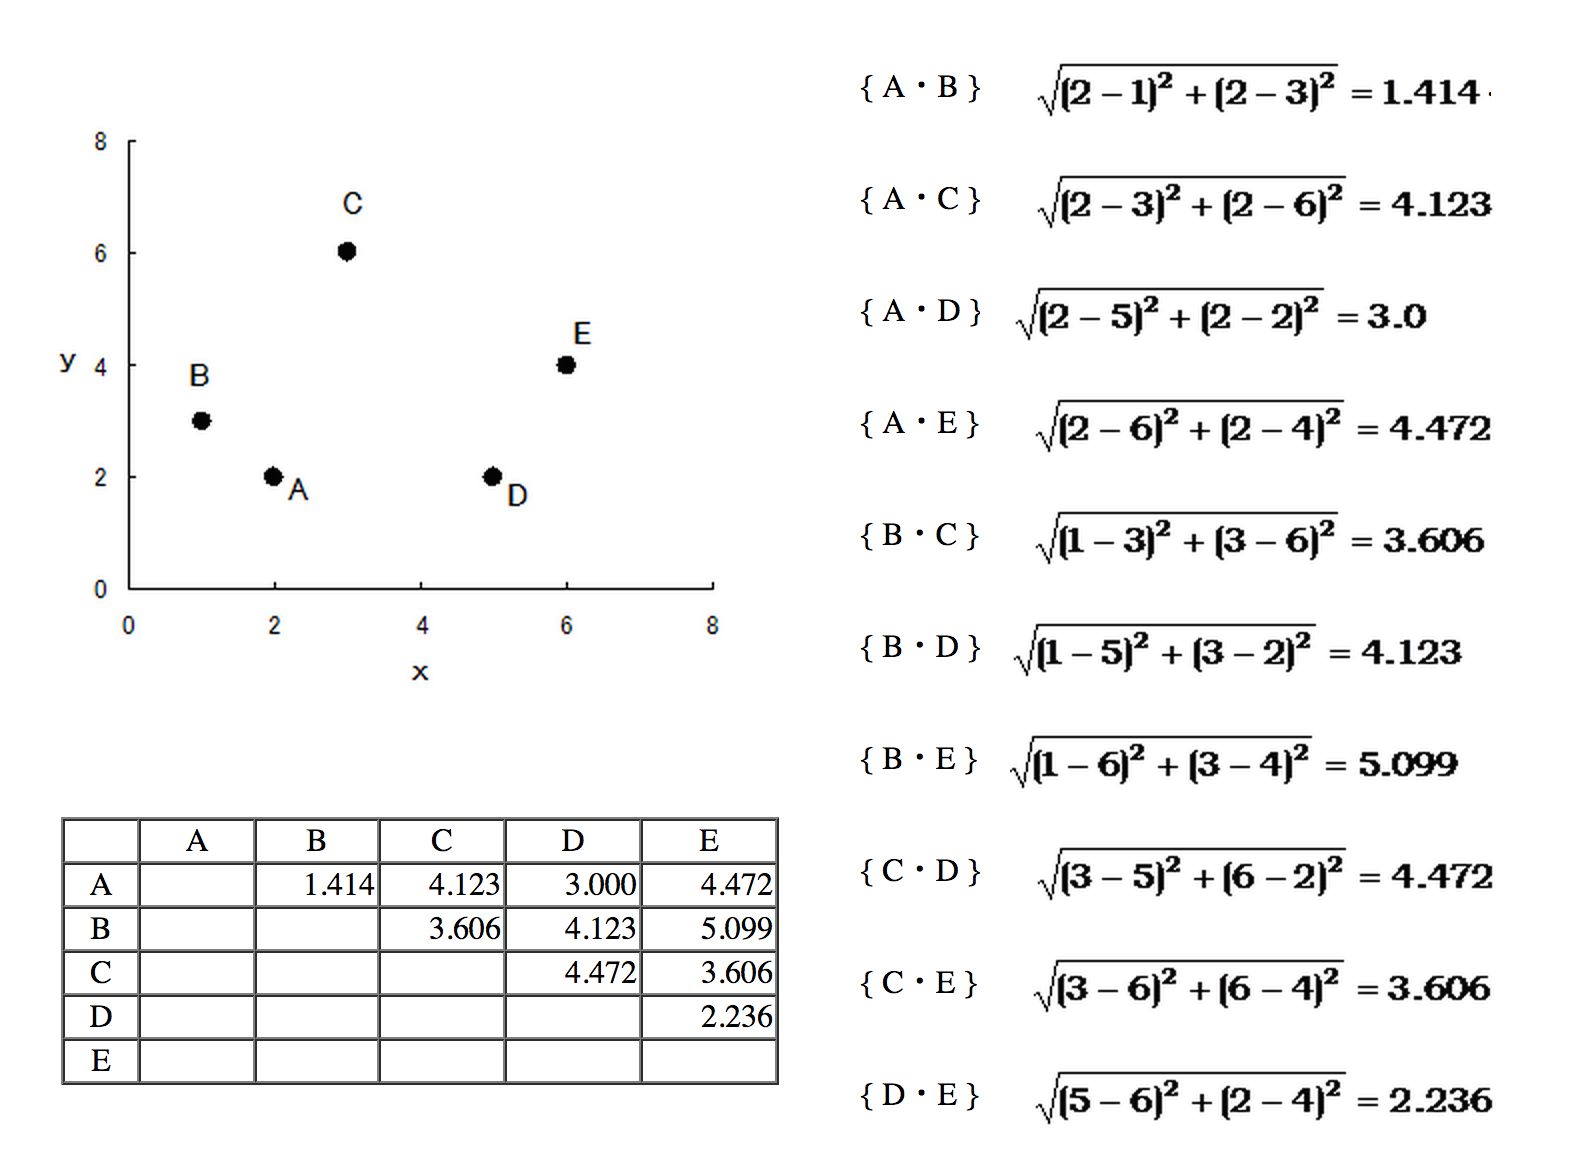 8
C
6
E
y 4
B
2
A
D
0
0 2 4 6 8
x
A B C D E
A 1.414 4.123 3.000 4.472
B 3.606 4.123 5.099
C 4.472 3.606
D 2.236
E
{ A・B } √(2 − 1)² + (2 − 3)² = 1.414
{ A・C } √(2 − 3)² + (2 − 6)² = 4.123
{ A・D } √(2 − 5)² + (2 − 2)² = 3.0
{ A・E } √(2 − 6)² + (2 − 4)² = 4.472
{ B・C } √(1 − 3)² + (3 − 6)² = 3.606
{ B・D } √(1 − 5)² + (3 − 2)² = 4.123
{ B・E } √(1 − 6)² + (3 − 4)² = 5.099
{ C・D } √(3 − 5)² + (6 − 2)² = 4.472
{ C・E } √(3 − 6)² + (6 − 4)² = 3.606
{ D・E } √(5 − 6)² + (2 − 4)² = 2.236